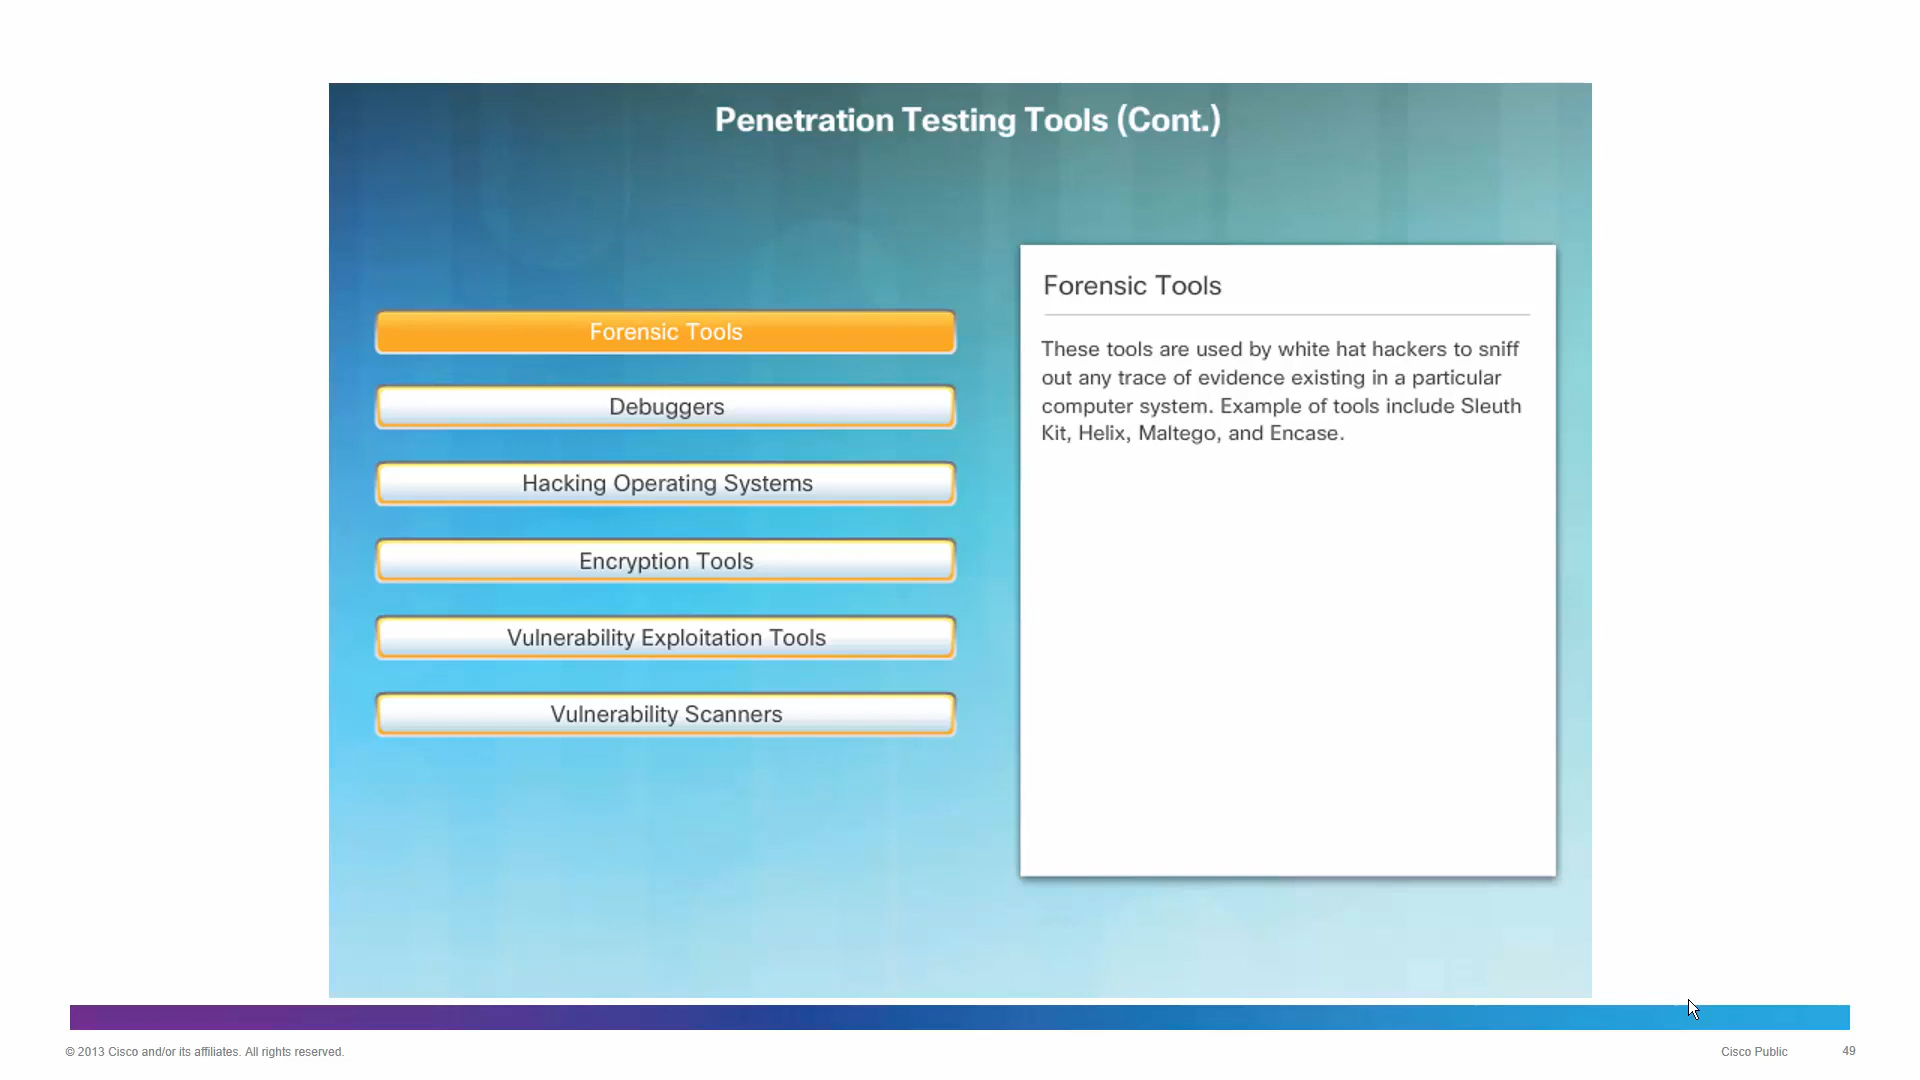 Penetration Testing Tools (Cont.)
Forensic Tools
Debuggers
Hacking Operating Systems
Encryption Tools
Vulnerability Exploitation Tools
Vulnerability Scanners
Forensic Tools
These tools are used by white hat hackers to sniff
out any trace of evidence existing in a particular
computer system. Example of tools include Sleuth
Kit, Helix, Maltego, and Encase.
© 2013 Cisco and/or its affiliates. All rights reserved.
Cisco Public
49